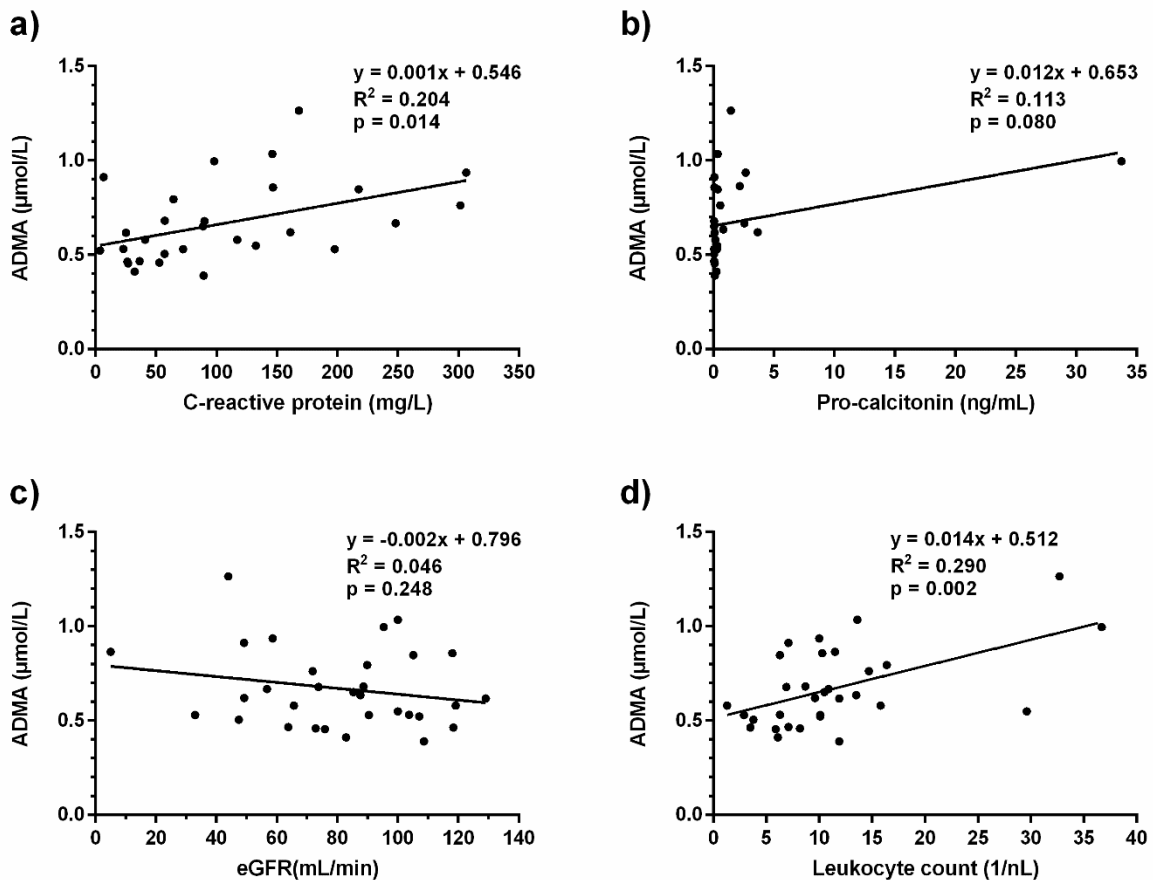 a)
y = 0.001x + 0.546
R² = 0.204
p = 0.014
ADMA (µmol/L)
1.5
1.0
0.5
0.0
0 50 100 150 200 250 300 350
C-reactive protein (mg/L)
b)
y = 0.012x + 0.653
R² = 0.113
p = 0.080
ADMA (µmol/L)
1.5
1.0
0.5
0.0
0 5 10 15 20 25 30 35
Pro-calcitonin (ng/mL)
c)
y = -0.002x + 0.796
R² = 0.046
p = 0.248
ADMA (µmol/L)
1.5
1.0
0.5
0.0
0 20 40 60 80 100 120 140
eGFR(mL/min)
d)
y = 0.014x + 0.512
R² = 0.290
p = 0.002
ADMA (µmol/L)
1.5
1.0
0.5
0.0
0 5 10 15 20 25 30 35 40
Leukocyte count (1/nL)